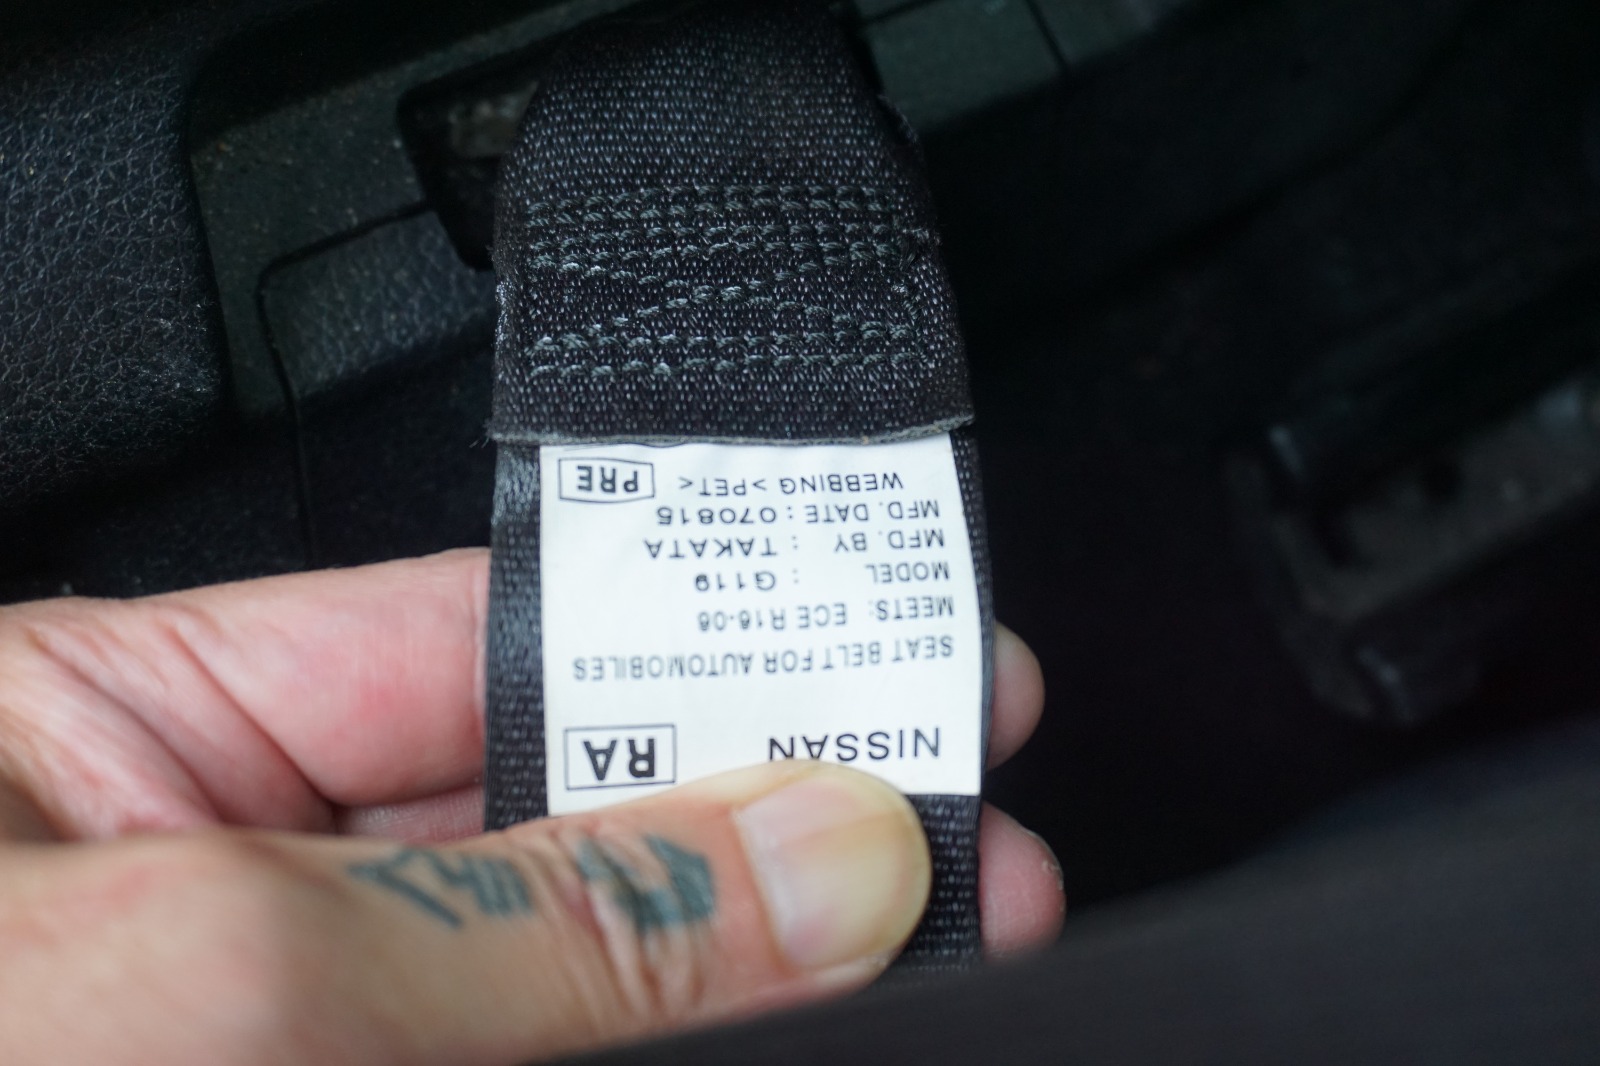 NISSAN RA
SEAT BELT FOR AUTOMOBILES
MEETS: ECE R16-06
MODEL : G119
MFD. BY : TAKATA
MFD. DATE : 070815
WEBBING >PET< PRE